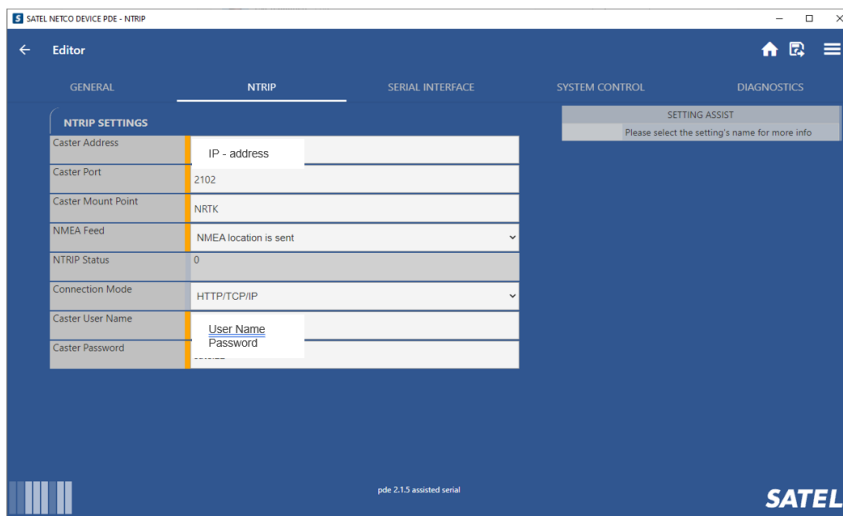 S SATEL NETCO DEVICE PDE - NTRIP
Editor
GENERAL NTRIP SERIAL INTERFACE SYSTEM CONTROL DIAGNOSTICS
NTRIP SETTINGS
SETTING ASSIST
Please select the setting's name for more info
Caster Address IP - address
Caster Port 2102
Caster Mount Point NRTK
NMEA Feed NMEA location is sent
NTRIP Status 0
Connection Mode HTTP/TCP/IP
Caster User Name User Name
Password
Caster Password
pde 2.1.5 assisted serial
SATEL